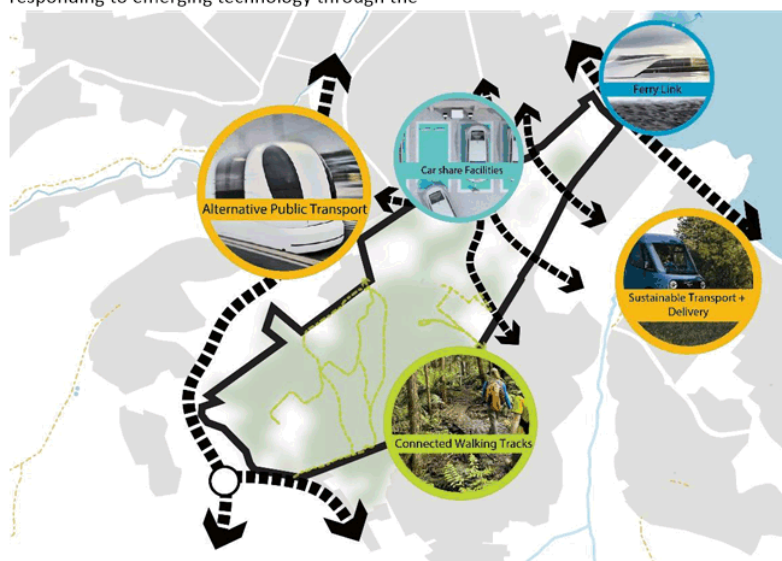 responding to emerging technology through the
Ferry Link
Car share Facilities
Alternative Public Transport
Sustainable Transport +
Delivery
Connected Walking Tracks